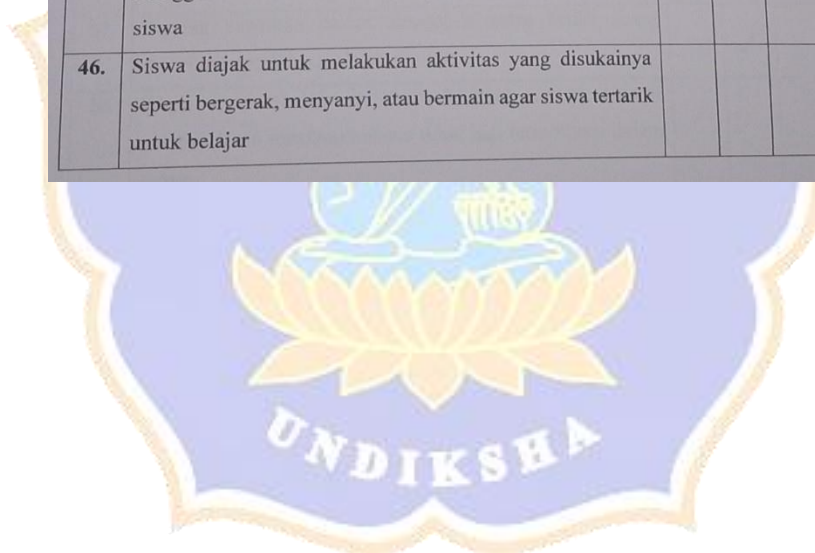 siswa
46. Siswa diajak untuk melakukan aktivitas yang disukainya
seperti bergerak, menyanyi, atau bermain agar siswa tertarik
untuk belajar
UNDIKSHA